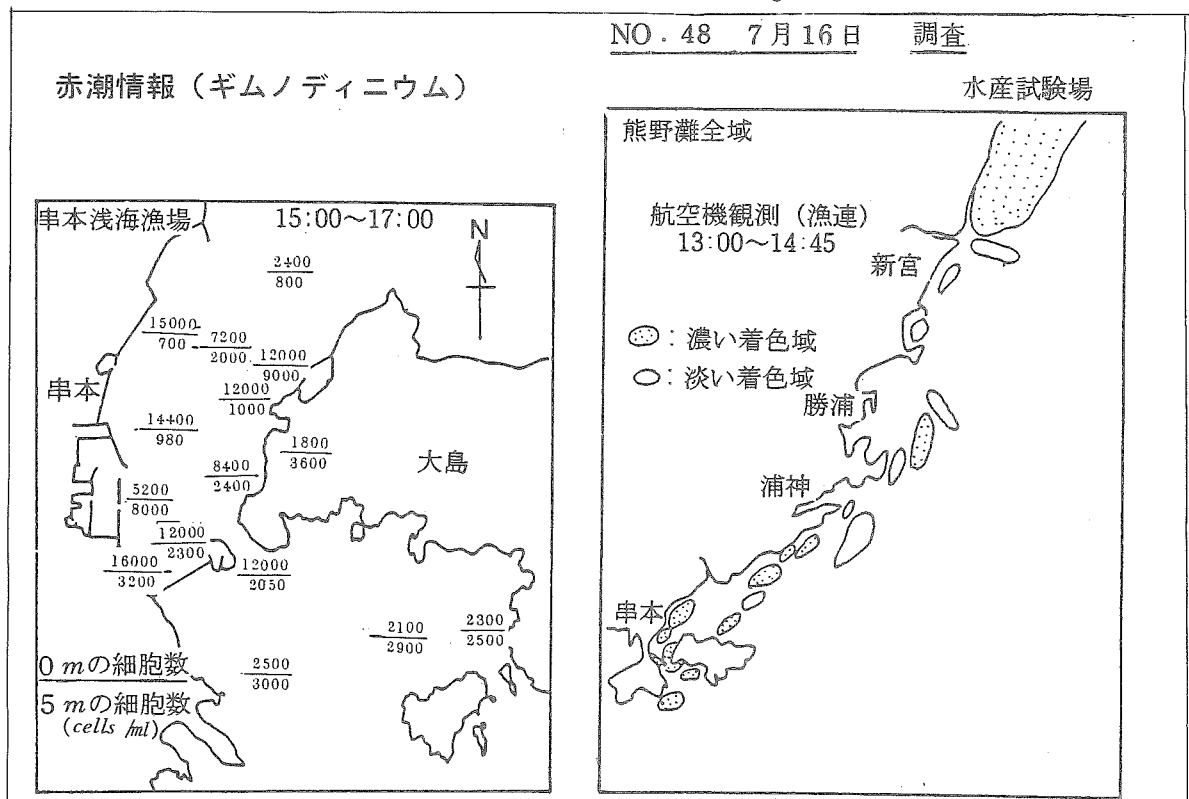 NO. 48 7月16日 調査
赤潮情報(ギムノディニウム)
水産試験場
串本浅海漁場 15:00~17:00
N
2400
800
15000
700
7200
2000
12000
9000
12000
1000
串本
14400
980
1800
3600
大島
8400
2400
5200
8000
12000
2300
16000
3200
12000
2050
2100
2900
2300
2500
2500
3000
0mの細胞数
5mの細胞数
(cells/ml)
熊野灘全域
航空機観測(漁連)
13:00~14:45
新宮
:濃い着色域
:淡い着色域
勝浦
浦神
串本